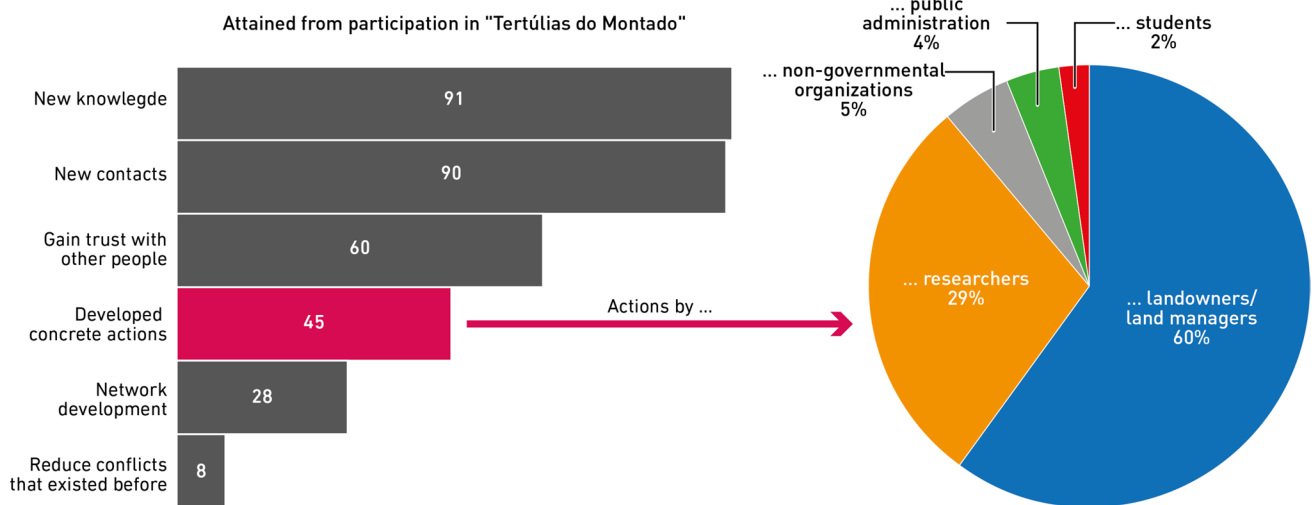 Attained from participation in "Tertúlias do Montado"
New knowlegde
91
New contacts
90
Gain trust with
other people
60
Developed
concrete actions
45
Network
development
28
Reduce conflicts
that existed before
8
Actions by ...
... public
administration
4%
... students
2%
... non-governmental
organizations
5%
... researchers
29%
... landowners/
land managers
60%